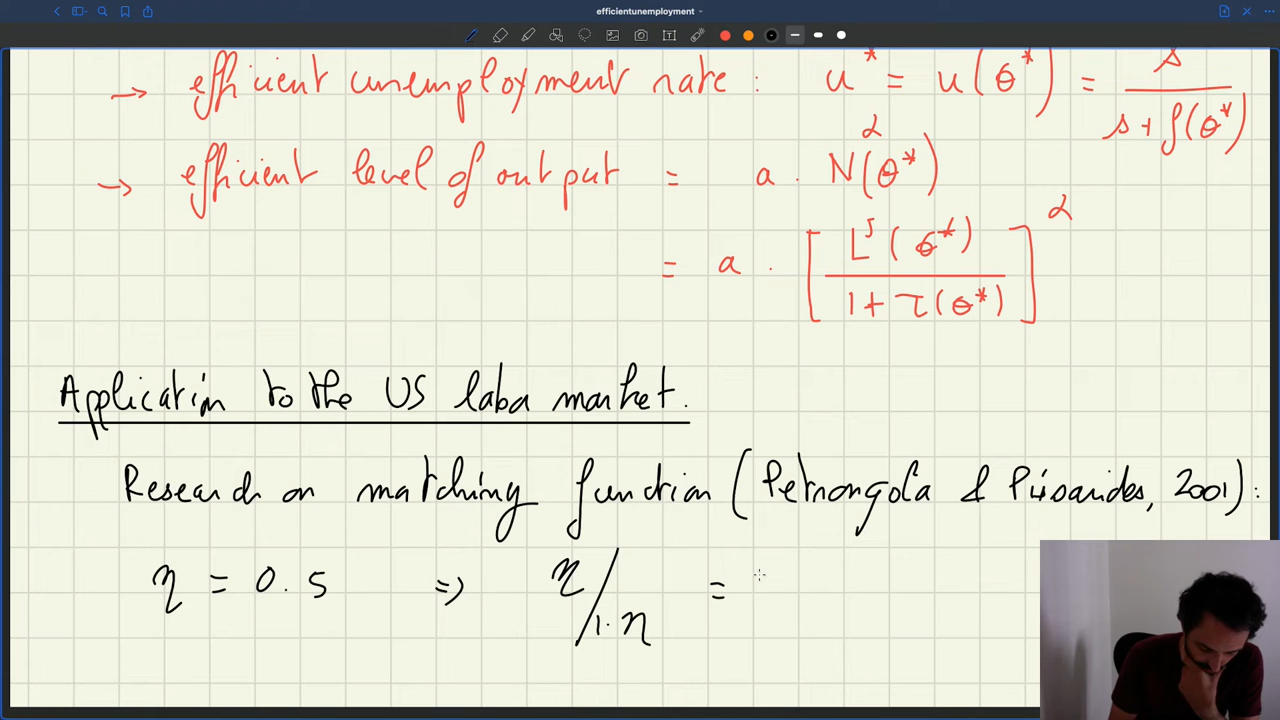 efficientunemployment
→ efficient unemployment rate : u* = u(θ*) = s / s+f(θ*)
→ efficient level of output = a · N(θ*)^α
= a · [ L^s(θ*) / 1+τ(θ*) ]^α
Application to the US labor market.
Research on matching function (Petrongolo & Pissarides, 2001) :
η = 0.5 ⇒ η/1-η =